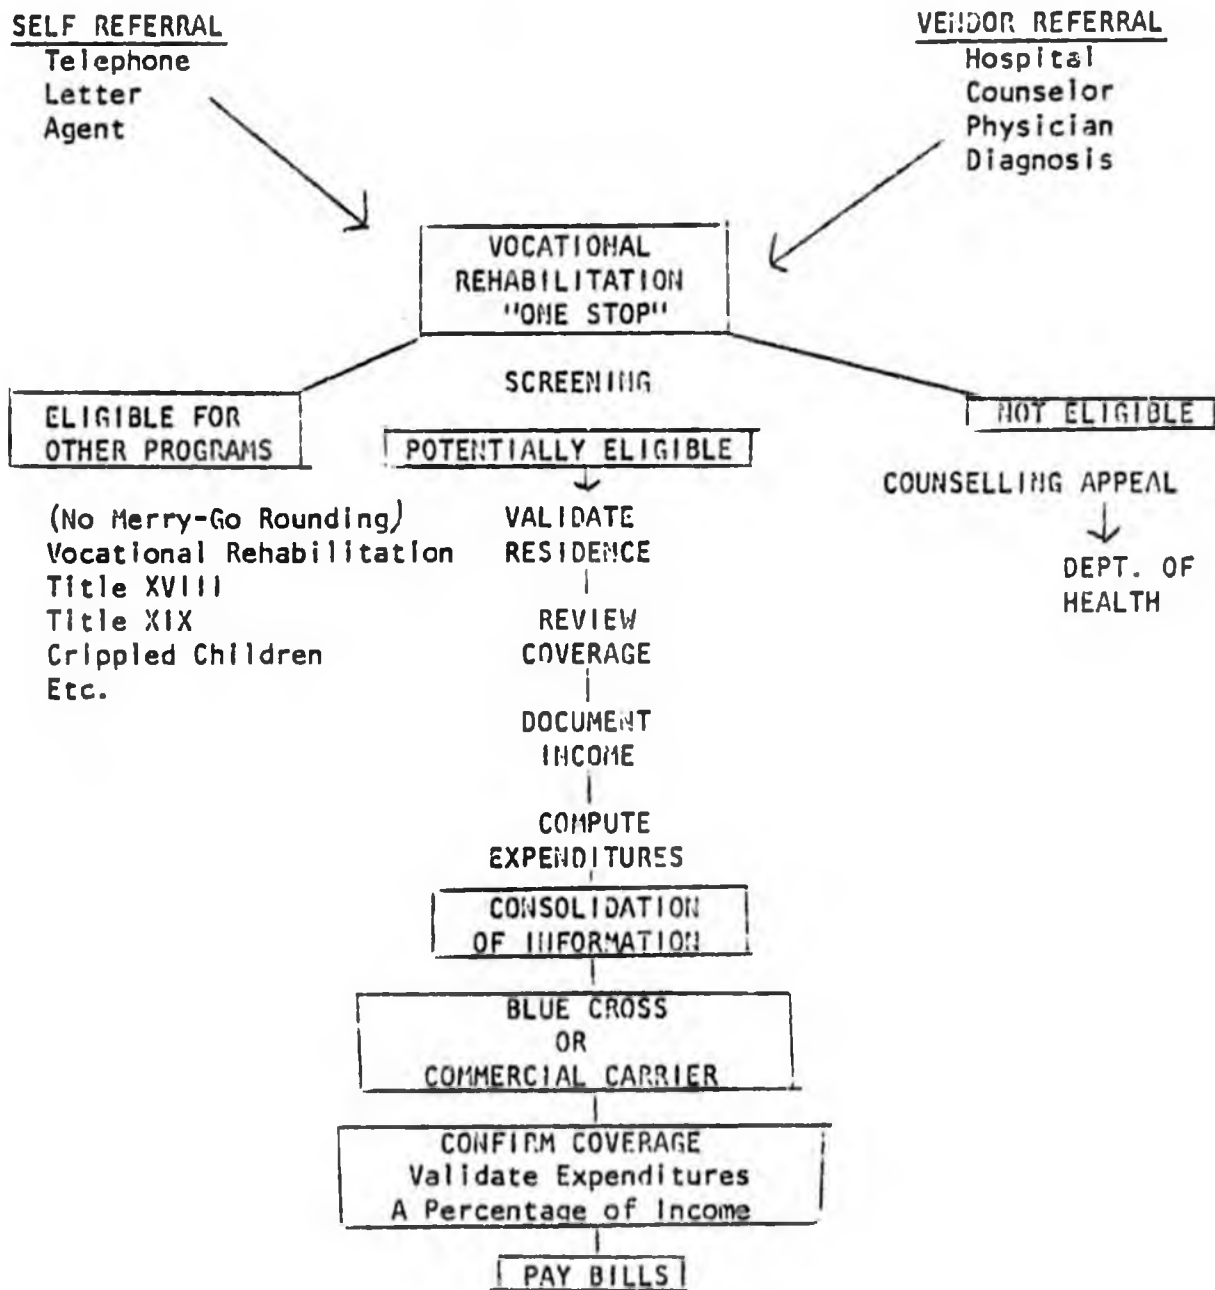 SELF REFERRAL
Telephone
Letter
Agent
VENDOR REFERRAL
Hospital
Counselor
Physician
Diagnosis
VOCATIONAL
REHABILITATION
"ONE STOP"
SCREENING
ELIGIBLE FOR
OTHER PROGRAMS
POTENTIALLY ELIGIBLE
NOT ELIGIBLE
(No Merry-Go Rounding)
Vocational Rehabilitation
Title XVIII
Title XIX
Crippled Children
Etc.
VALIDATE
RESIDENCE
REVIEW
COVERAGE
DOCUMENT
INCOME
COMPUTE
EXPENDITURES
COUNSELLING APPEAL
DEPT. OF
HEALTH
CONSOLIDATION
OF INFORMATION
BLUE CROSS
OR
COMMERCIAL CARRIER
CONFIRM COVERAGE
Validate Expenditures
A Percentage of Income
PAY BILLS